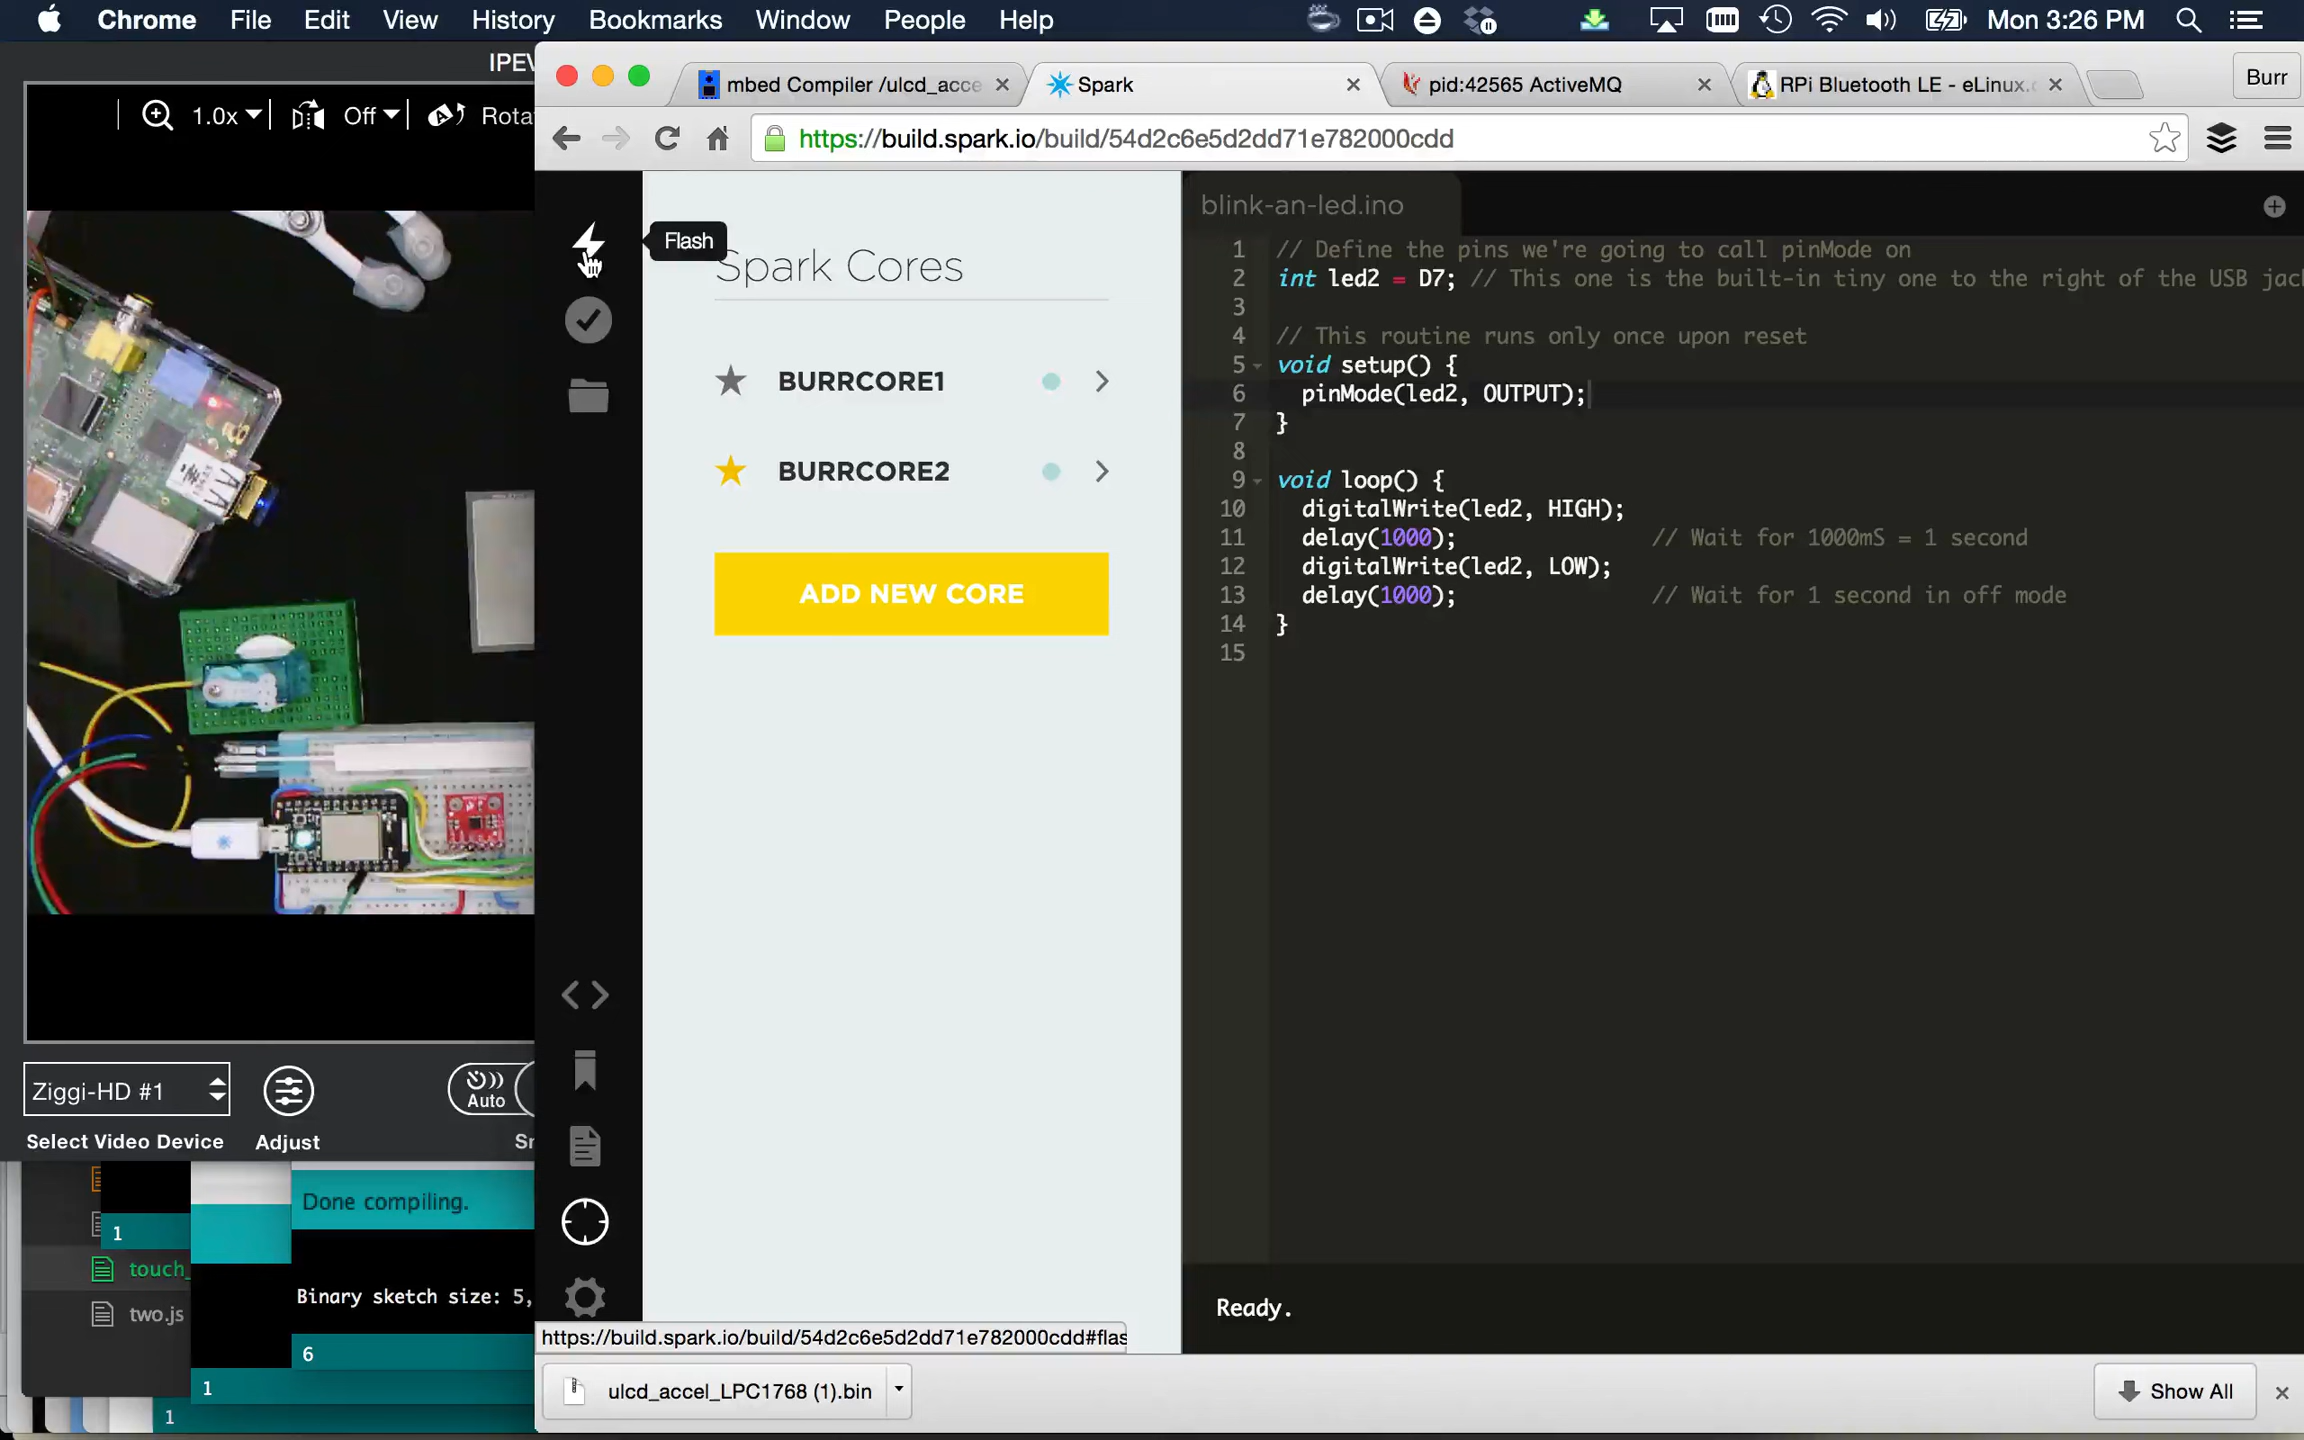 Chrome File Edit View History Bookmarks Window People Help Mon 3:26 PM
IPEV
mbed Compiler /ulcd_acce
Spark
pid:42565 ActiveMQ
RPi Bluetooth LE - eLinux.
Burr
1.0x
Off
Rota
https://build.spark.io/build/54d2c6e5d2dd71e782000cdd
Flash
Spark Cores
BURRCORE1
BURRCORE2
ADD NEW CORE
blink-an-led.ino
1 // Define the pins we're going to call pinMode on
2 int led2 = D7; // This one is the built-in tiny one to the right of the USB jac
3
4 // This routine runs only once upon reset
5 void setup() {
6 pinMode(led2, OUTPUT);
7 }
8
9 void loop() {
10 digitalWrite(led2, HIGH);
11 delay(1000); // Wait for 1000mS = 1 second
12 digitalWrite(led2, LOW);
13 delay(1000); // Wait for 1 second in off mode
14 }
15
Ready.
Ziggi-HD #1
Auto
Select Video Device
Adjust
Sn
Done compiling.
1
touch_
Binary sketch size: 5,
two.js
6
1
1
https://build.spark.io/build/54d2c6e5d2dd71e782000cdd#flas
ulcd_accel_LPC1768 (1).bin
Show All